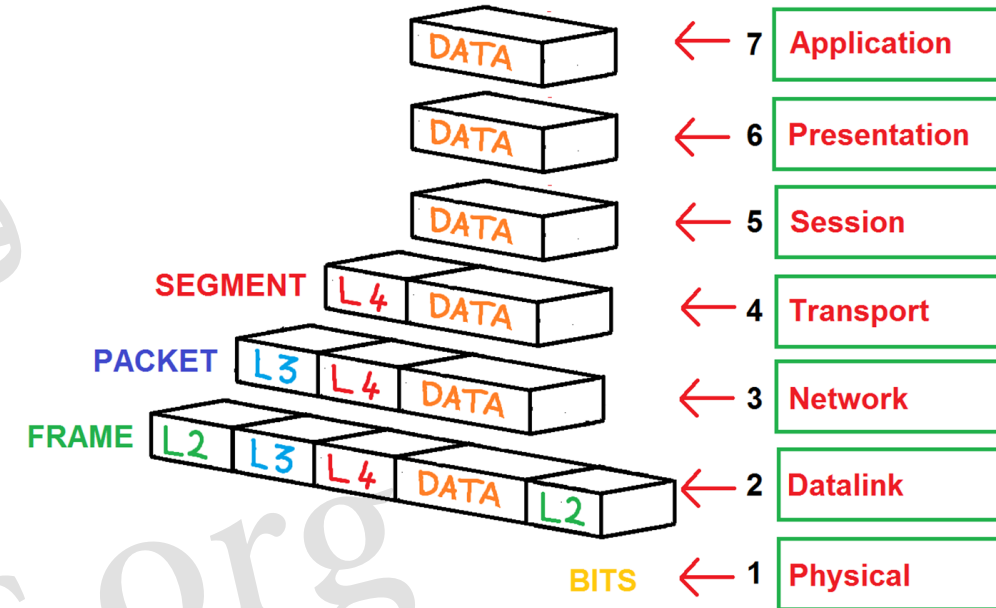 DATA 7 Application
DATA 6 Presentation
DATA 5 Session
SEGMENT L4 DATA 4 Transport
PACKET L3 L4 DATA 3 Network
FRAME L2 L3 L4 DATA L2 2 Datalink
BITS 1 Physical
org